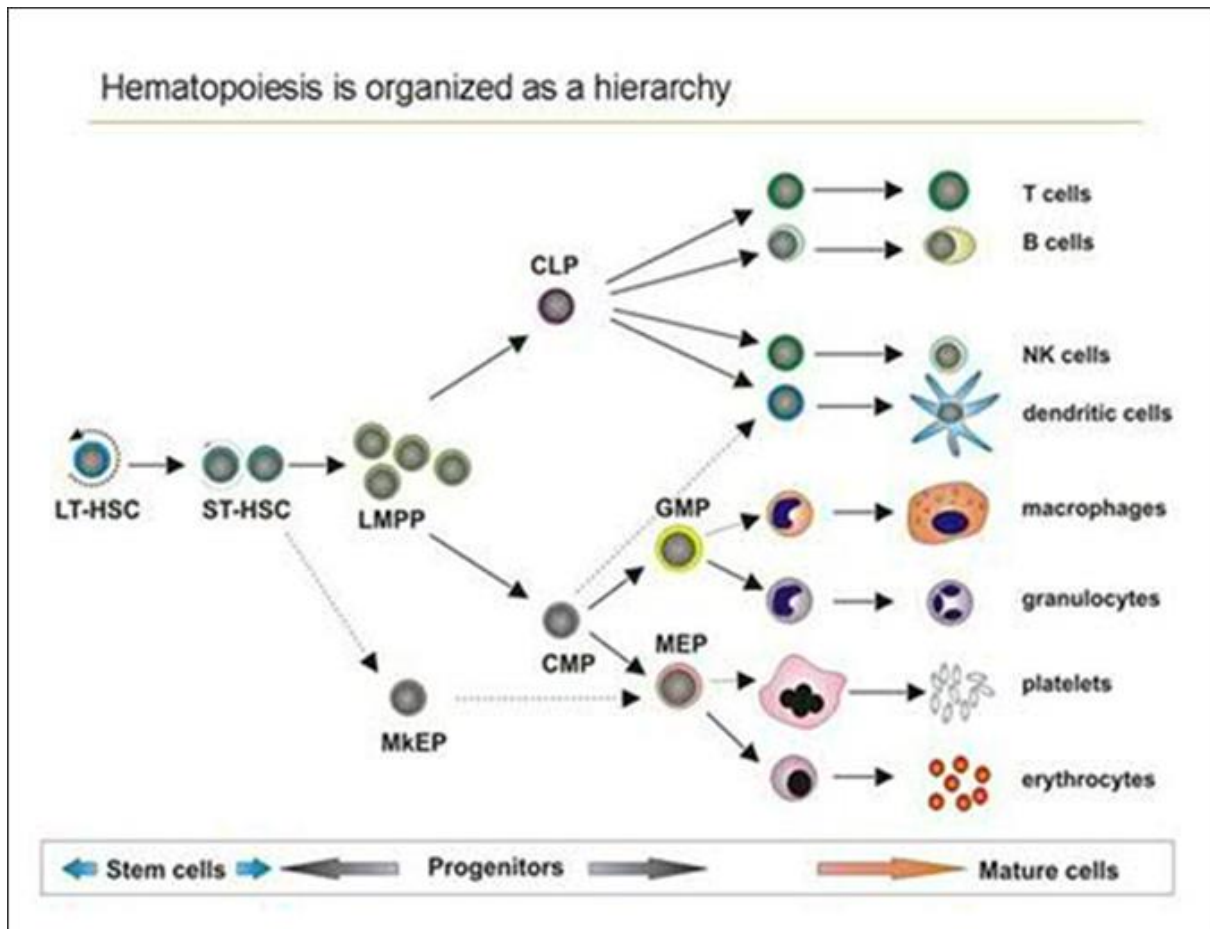 Hematopoiesis is organized as a hierarchy
T cells
B cells
CLP
NK cells
dendritic cells
LT-HSC
ST-HSC
LMPP
GMP
macrophages
granulocytes
CMP
MEP
platelets
MkEP
erythrocytes
Stem cells
Progenitors
Mature cells